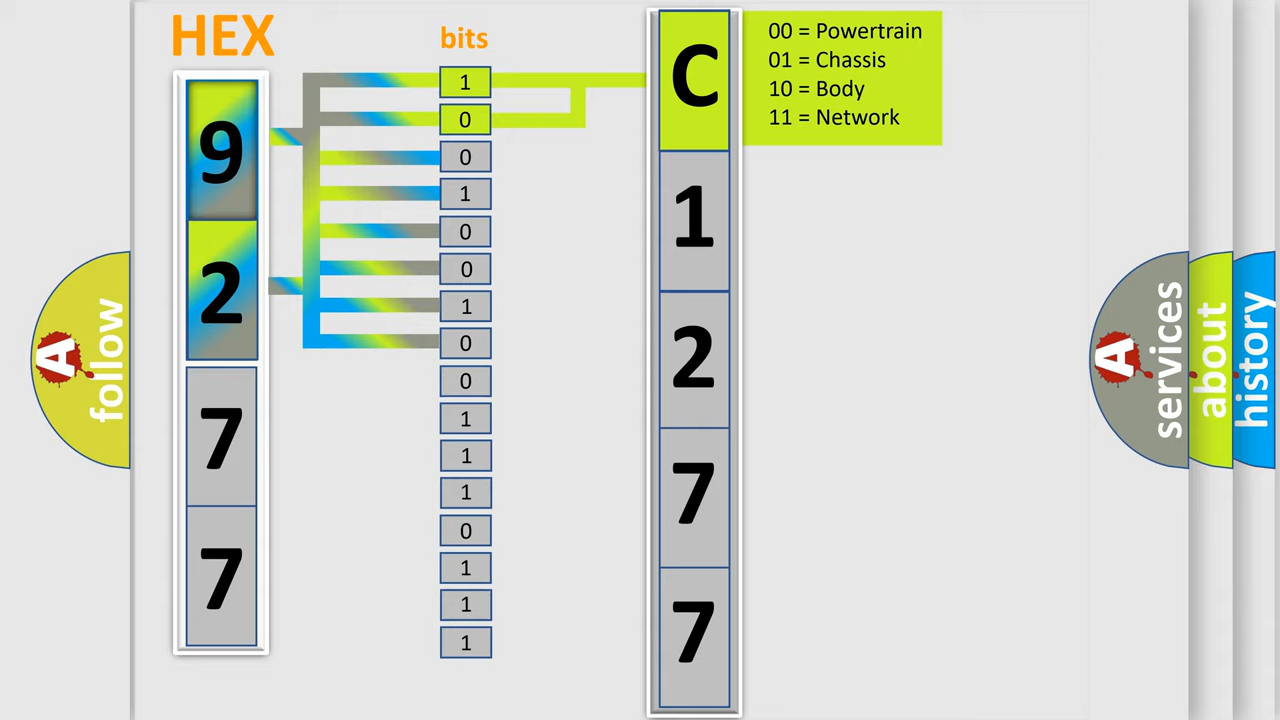 HEX
bits
9
2
7
7
1
0
0
1
0
0
1
0
0
1
1
1
0
1
1
1
C
1
2
7
7
00 = Powertrain
01 = Chassis
10 = Body
11 = Network
A follow
A services
about
history